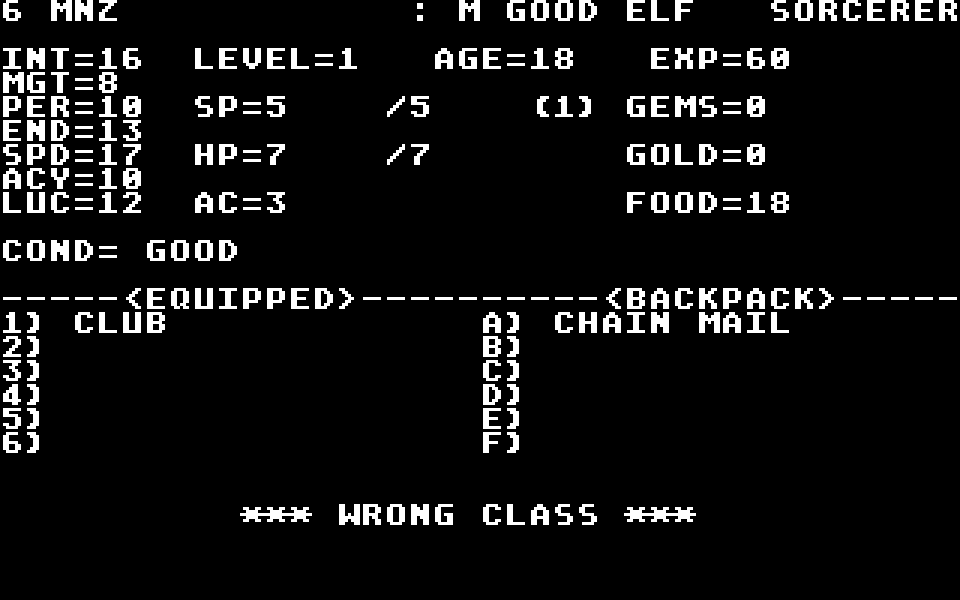 6 MNZ : M GOOD ELF SORCERER
INT=16 LEVEL=1 AGE=18 EXP=60
MGT=8
PER=10 SP=5 /5 (1) GEMS=0
END=13
SPD=17 HP=7 /7 GOLD=0
ACY=10
LUC=12 AC=3 FOOD=18
COND= GOOD
-----<EQUIPPED>----------<BACKPACK>-----
1) CLUB A) CHAIN MAIL
2) B)
3) C)
4) D)
5) E)
6) F)
*** WRONG CLASS ***